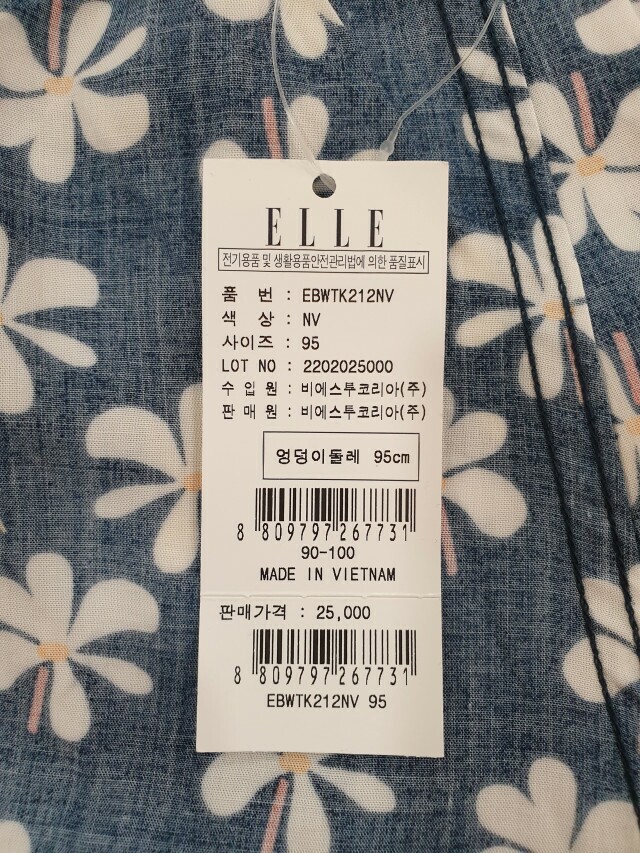 ELLE
전기용품 및 생활용품안전관리법에 의한 품질표시
품 번 : EBWTK212NV
색 상 : NV
사이즈 : 95
LOT NO : 2202025000
수 입 원 : 비에스투코리아(주)
판 매 원 : 비에스투코리아(주)
엉덩이둘레 95cm
8 809797 267731
90-100
MADE IN VIETNAM
판매가격 : 25,000
8 809797 267731
EBWTK212NV 95